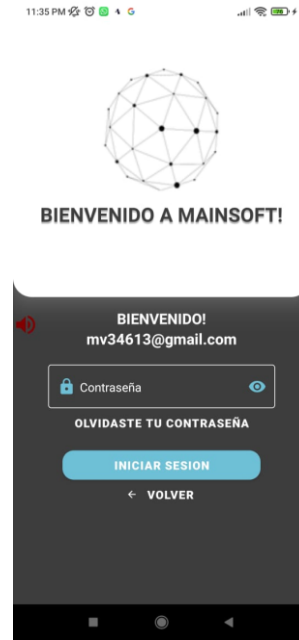 11:35 PM
BIENVENIDO A MAINSOFT!
BIENVENIDO!
mv34613@gmail.com
Contraseña
OLVIDASTE TU CONTRASEÑA
INICIAR SESION
VOLVER